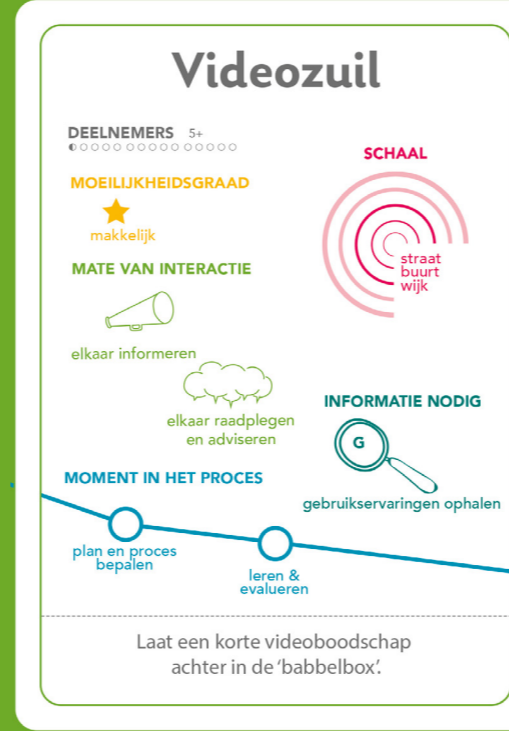 Videozuil
DEELNEMERS 5+
MOEILIJKHEIDSGRAAD
makkelijk
SCHAAL
straat
buurt
wijk
MATE VAN INTERACTIE
elkaar informeren
elkaar raadplegen
en adviseren
INFORMATIE NODIG
G
gebruikservaringen ophalen
MOMENT IN HET PROCES
plan en proces
bepalen
leren &
evalueren
Laat een korte videoboodschap
achter in de ‘babbelbox’.